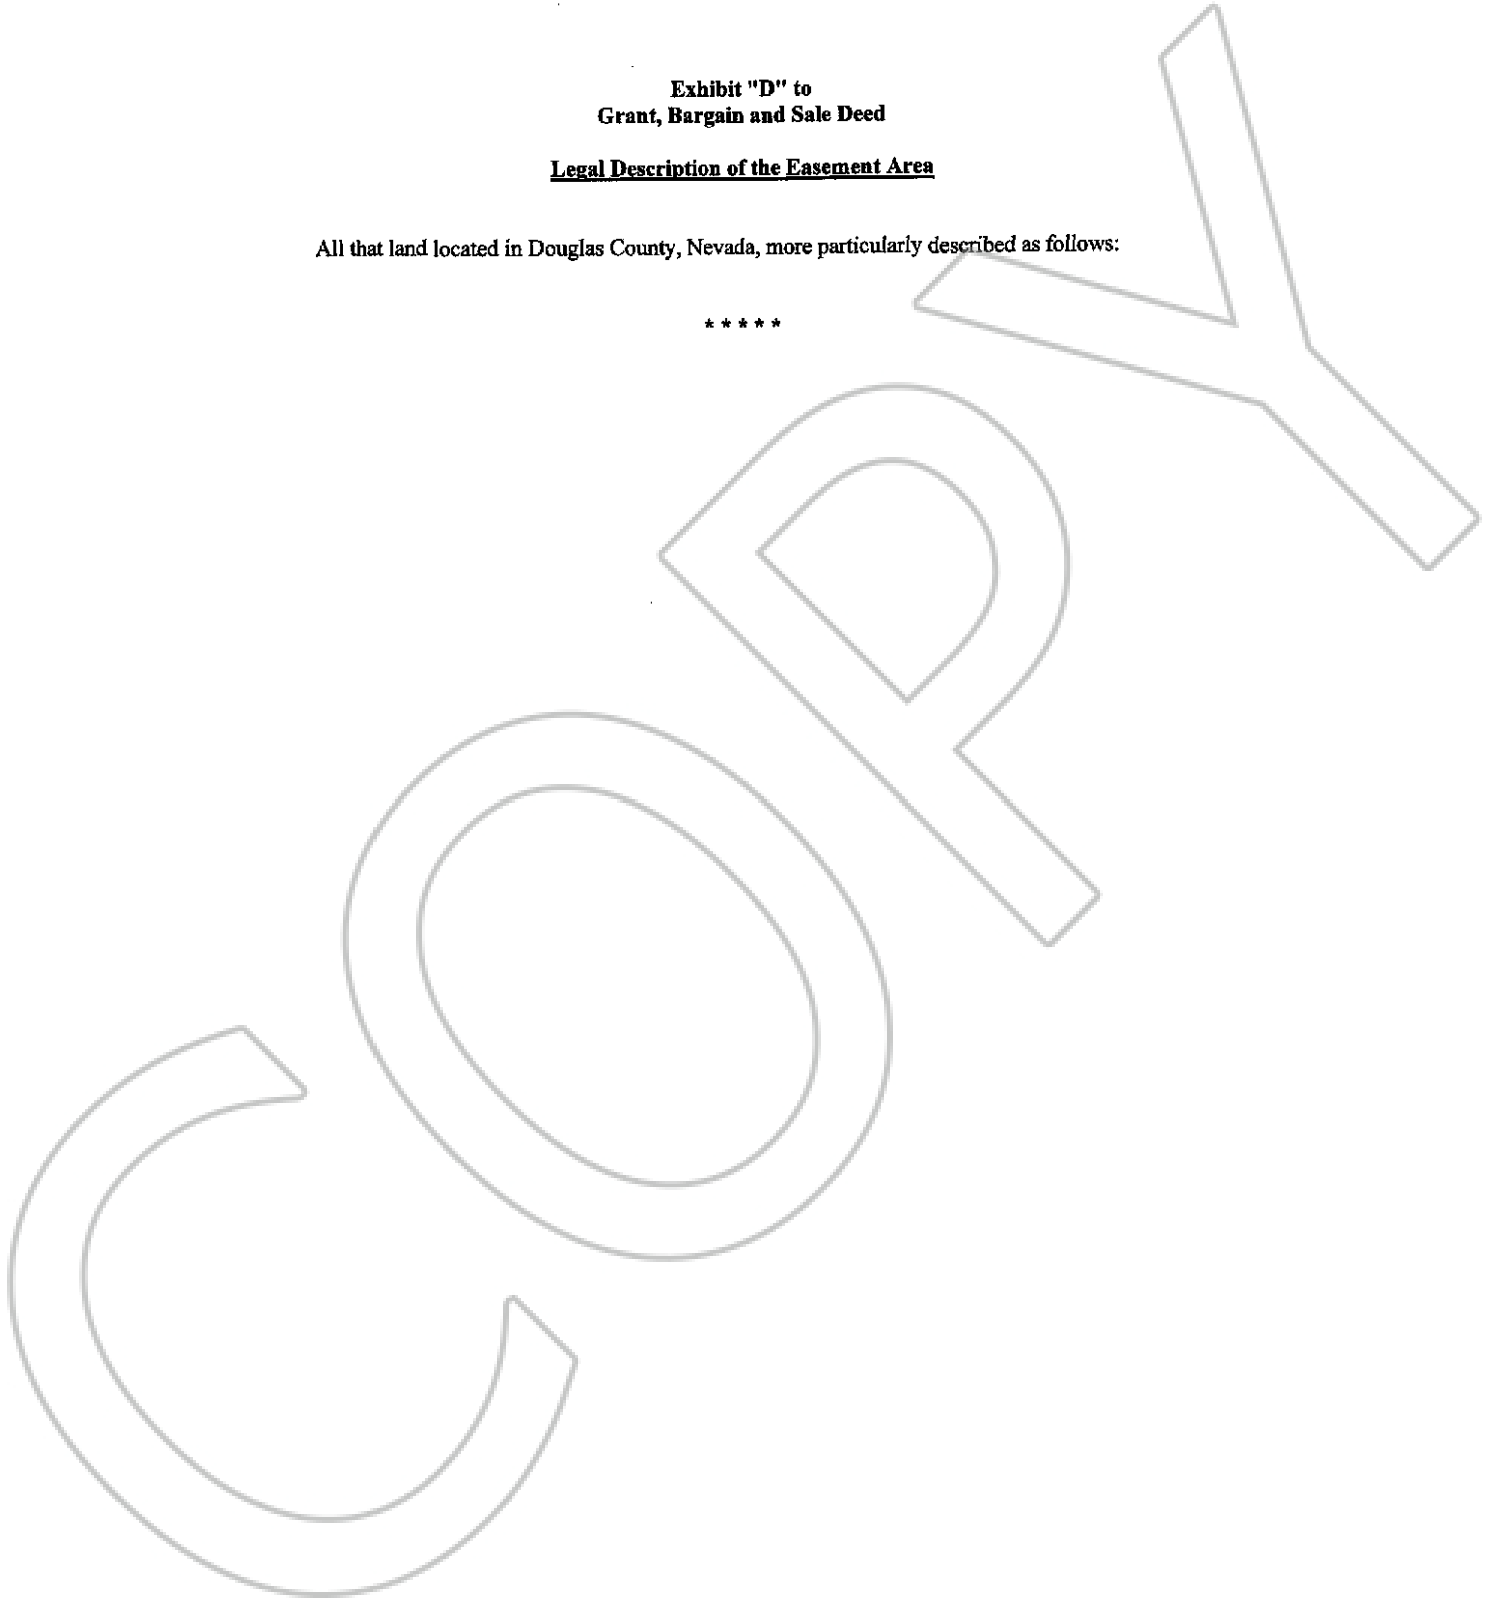 Exhibit "D" to
Grant, Bargain and Sale Deed
Legal Description of the Easement Area
All that land located in Douglas County, Nevada, more particularly described as follows:
* * * * *
COPY